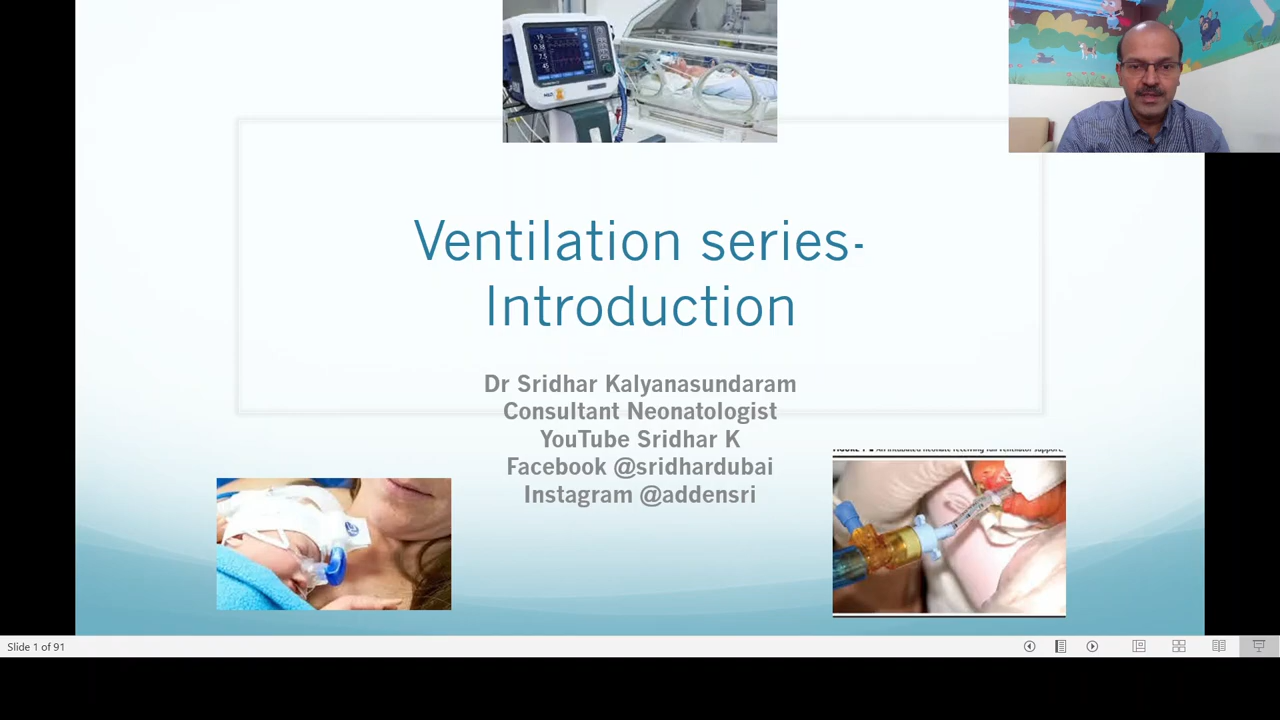 Ventilation series-
Introduction
Dr Sridhar Kalyanasundaram
Consultant Neonatologist
YouTube Sridhar K
Facebook @sridhardubai
Instagram @addensri
Slide 1 of 91